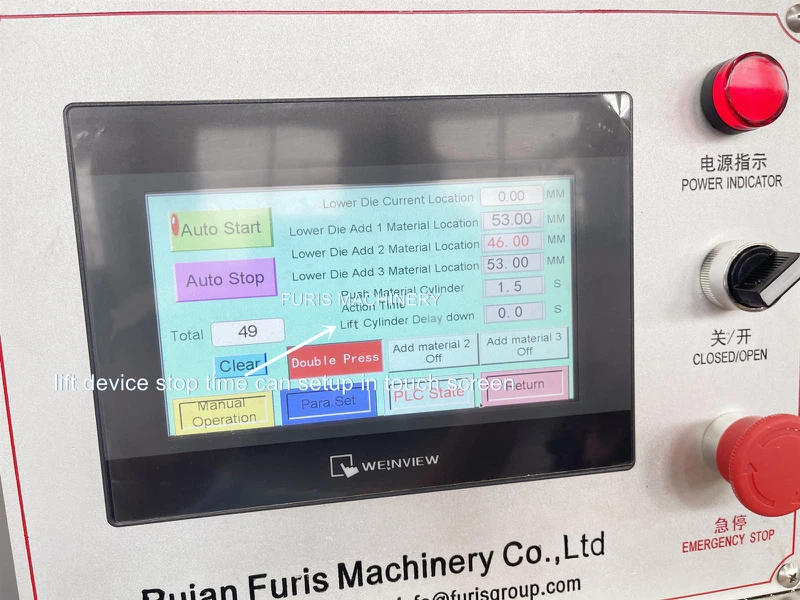 Lower Die Current Location 0.00 MM
Auto Start
Lower Die Add 1 Material Location 53.00 MM
Lower Die Add 2 Material Location 46.00 MM
Auto Stop
Lower Die Add 3 Material Location 53.00 MM
Push Material Cylinder
Action Time 1.5 S
FURIS MACHINERY
Lift Cylinder Delay down 0.0 S
Total 49
Clear
Double Press
Add material 2
Off
Add material 3
Off
lift device stop time can setup in touch screen.
Manual
Operation
Para.Set
PLC State
Return
WEINVIEW
电源指示
POWER INDICATOR
关/开
CLOSED/OPEN
急停
EMERGENCY STOP
Ruian Furis Machinery Co.,Ltd
info@furisgroup.com